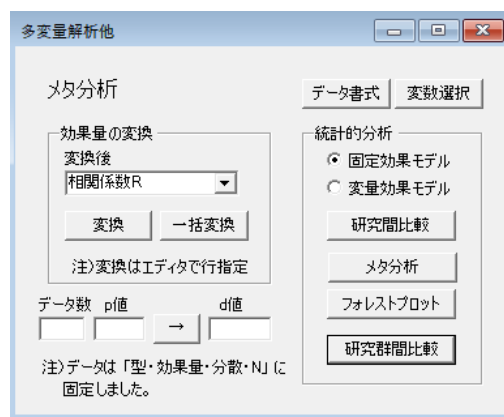 多変量解析他
メタ分析
データ書式 変数選択
効果量の変換
変換後
相関係数R
変換 一括変換
注)変換はエディタで行指定
データ数 p値 d値
→
注)データは「型・効果量・分散・N」に
固定しました。
統計的分析
固定効果モデル
変量効果モデル
研究間比較
メタ分析
フォレストプロット
研究群間比較